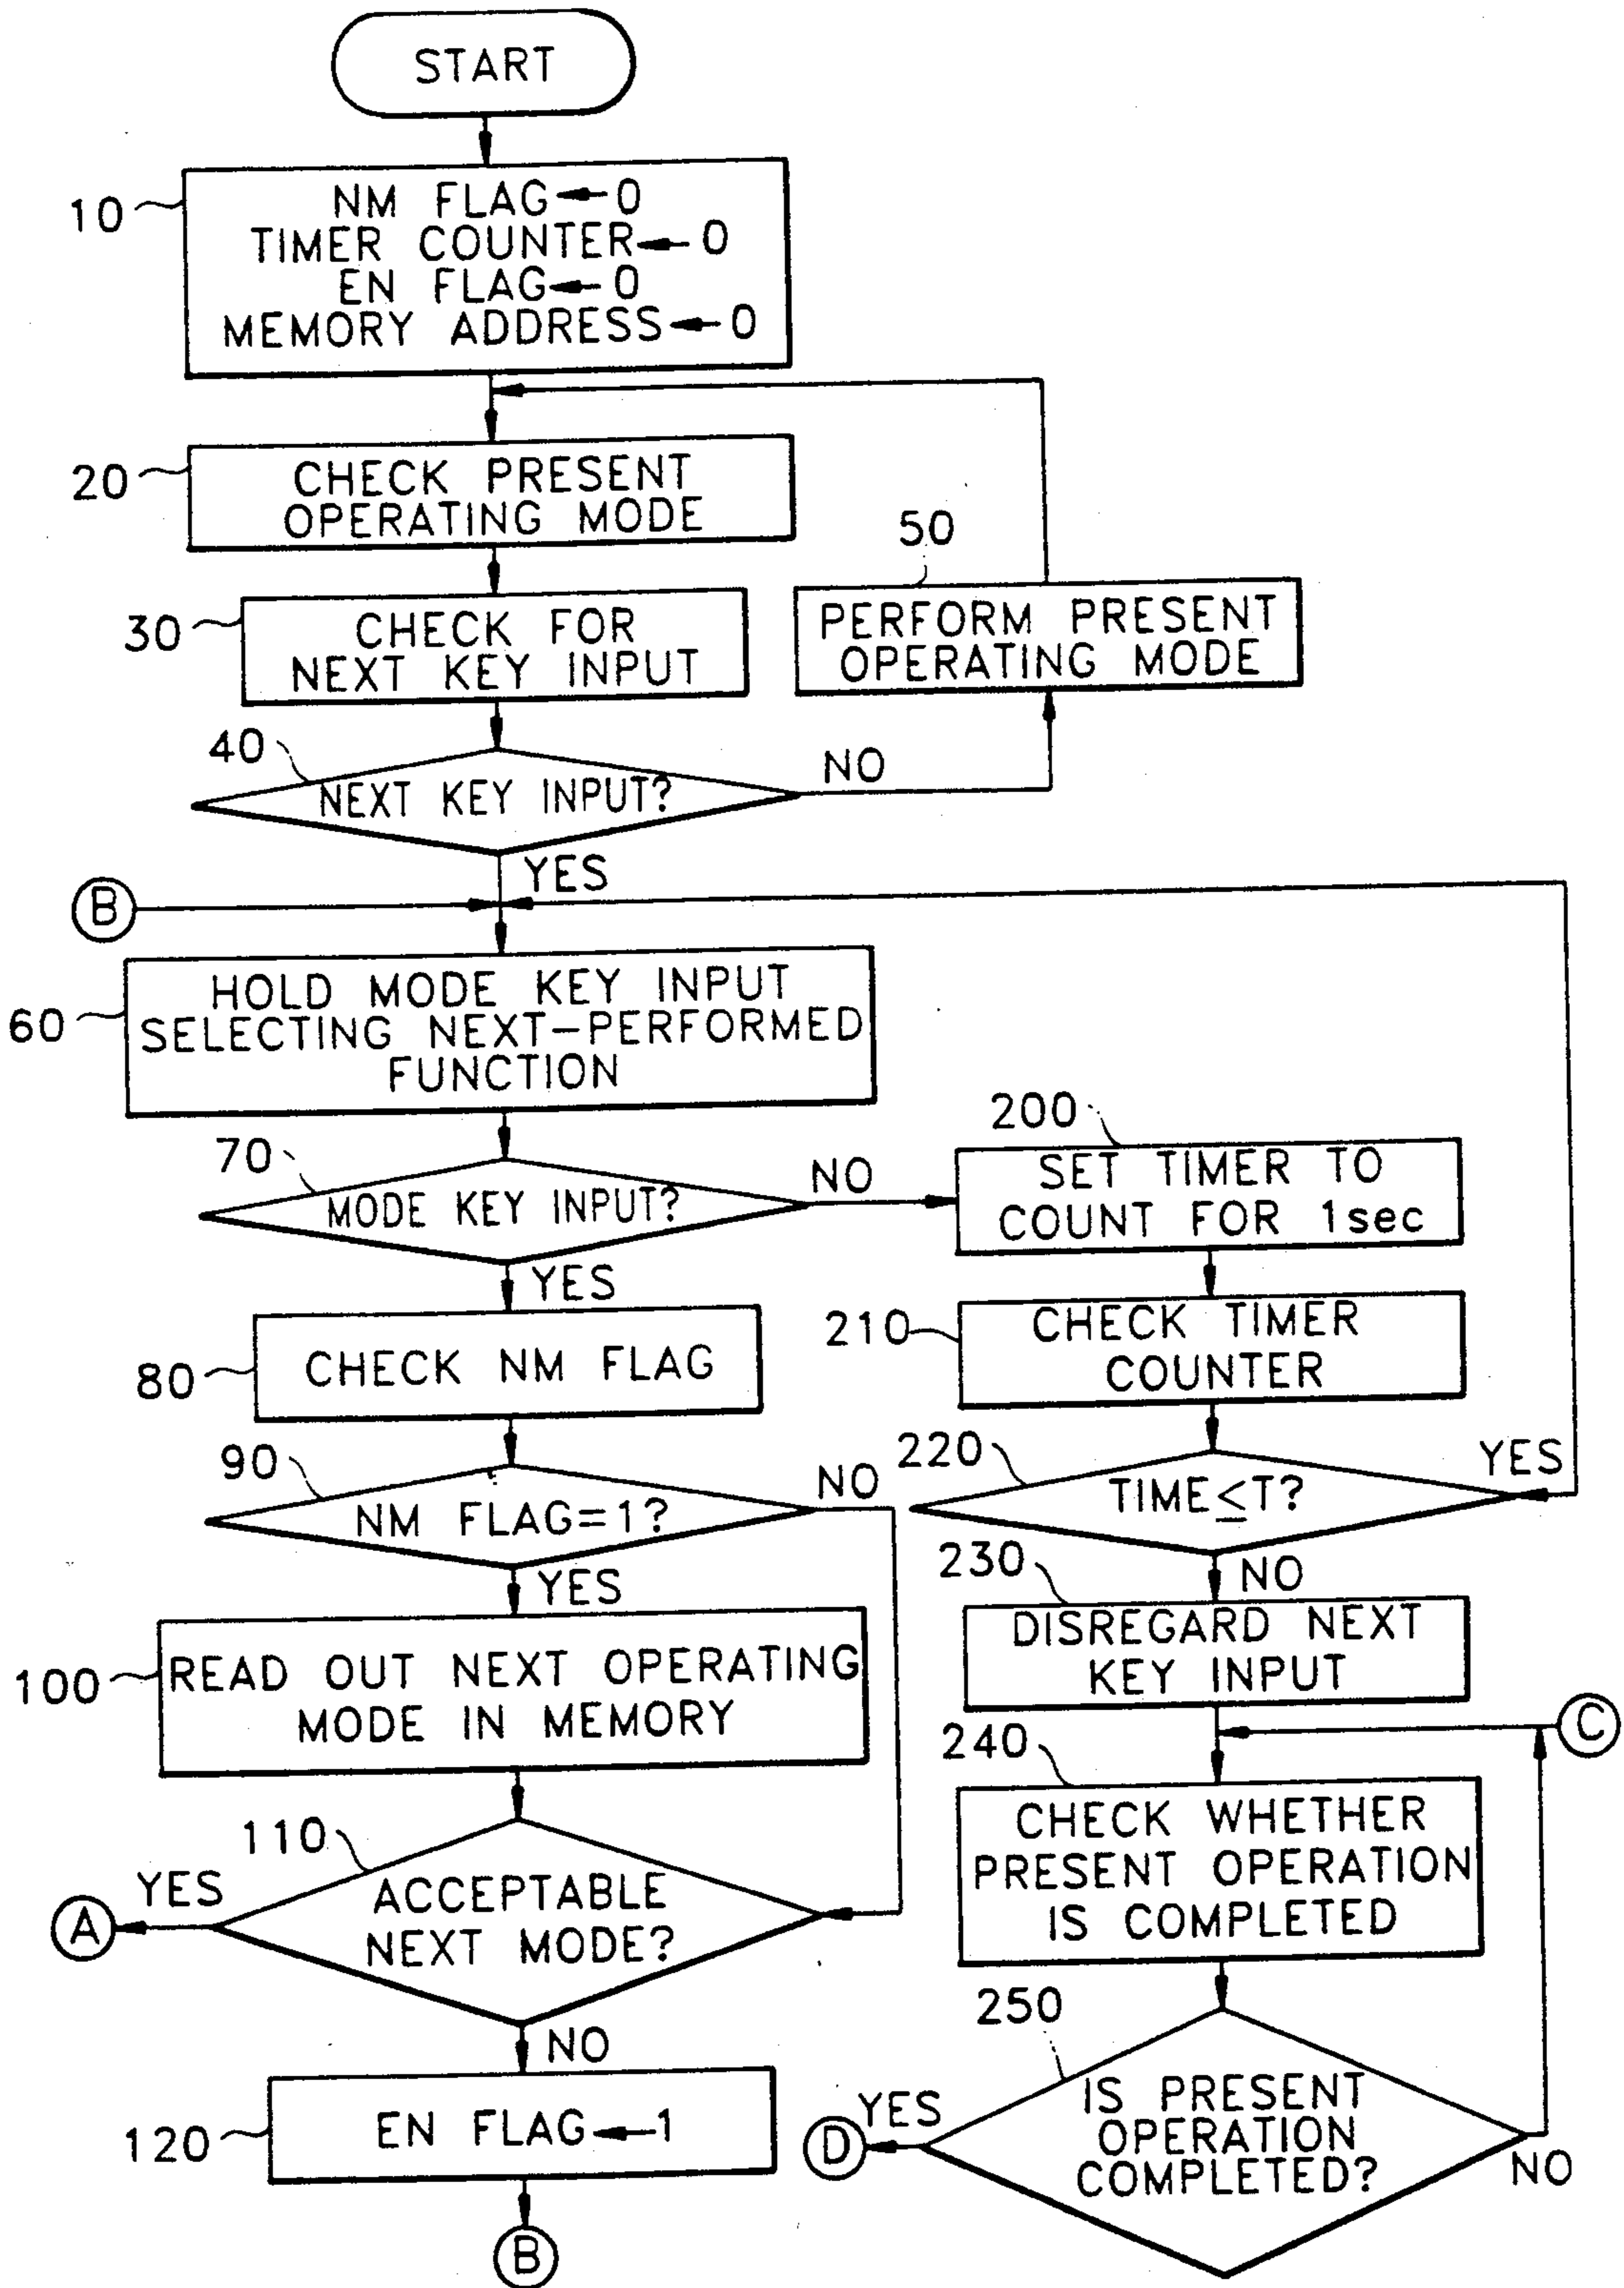 START
10
NM FLAG←0
TIMER COUNTER←0
EN FLAG←0
MEMORY ADDRESS←0
20
CHECK PRESENT
OPERATING MODE
30
CHECK FOR
NEXT KEY INPUT
50
PERFORM PRESENT
OPERATING MODE
40
NEXT KEY INPUT?
NO
YES
B
60
HOLD MODE KEY INPUT
SELECTING NEXT-PERFORMED
FUNCTION
70
MODE KEY INPUT?
NO
YES
200
SET TIMER TO
COUNT FOR 1sec
80
CHECK NM FLAG
210
CHECK TIMER
COUNTER
90
NM FLAG=1?
NO
YES
220
TIME≤T?
YES
NO
100
READ OUT NEXT OPERATING
MODE IN MEMORY
230
DISREGARD NEXT
KEY INPUT
C
110
ACCEPTABLE
NEXT MODE?
YES
A
NO
240
CHECK WHETHER
PRESENT OPERATION
IS COMPLETED
120
EN FLAG←1
B
250
IS PRESENT
OPERATION
COMPLETED?
YES
D
NO